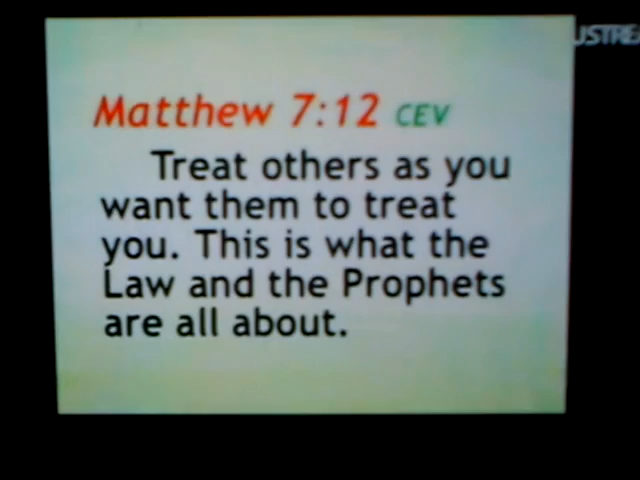 Matthew 7:12 CEV
Treat others as you
want them to treat
you. This is what the
Law and the Prophets
are all about.